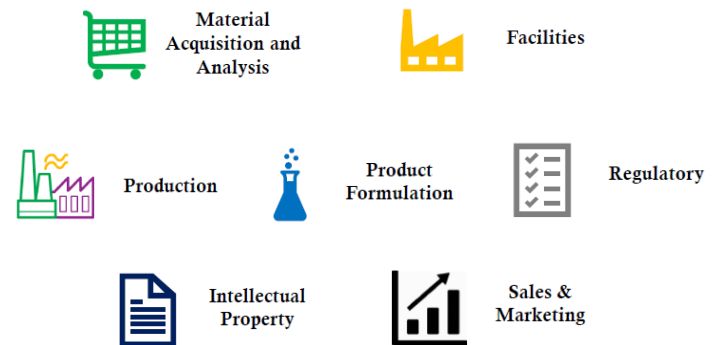 Material
Acquisition and
Analysis
Facilities
Production
Product
Formulation
Regulatory
Intellectual
Property
Sales &
Marketing